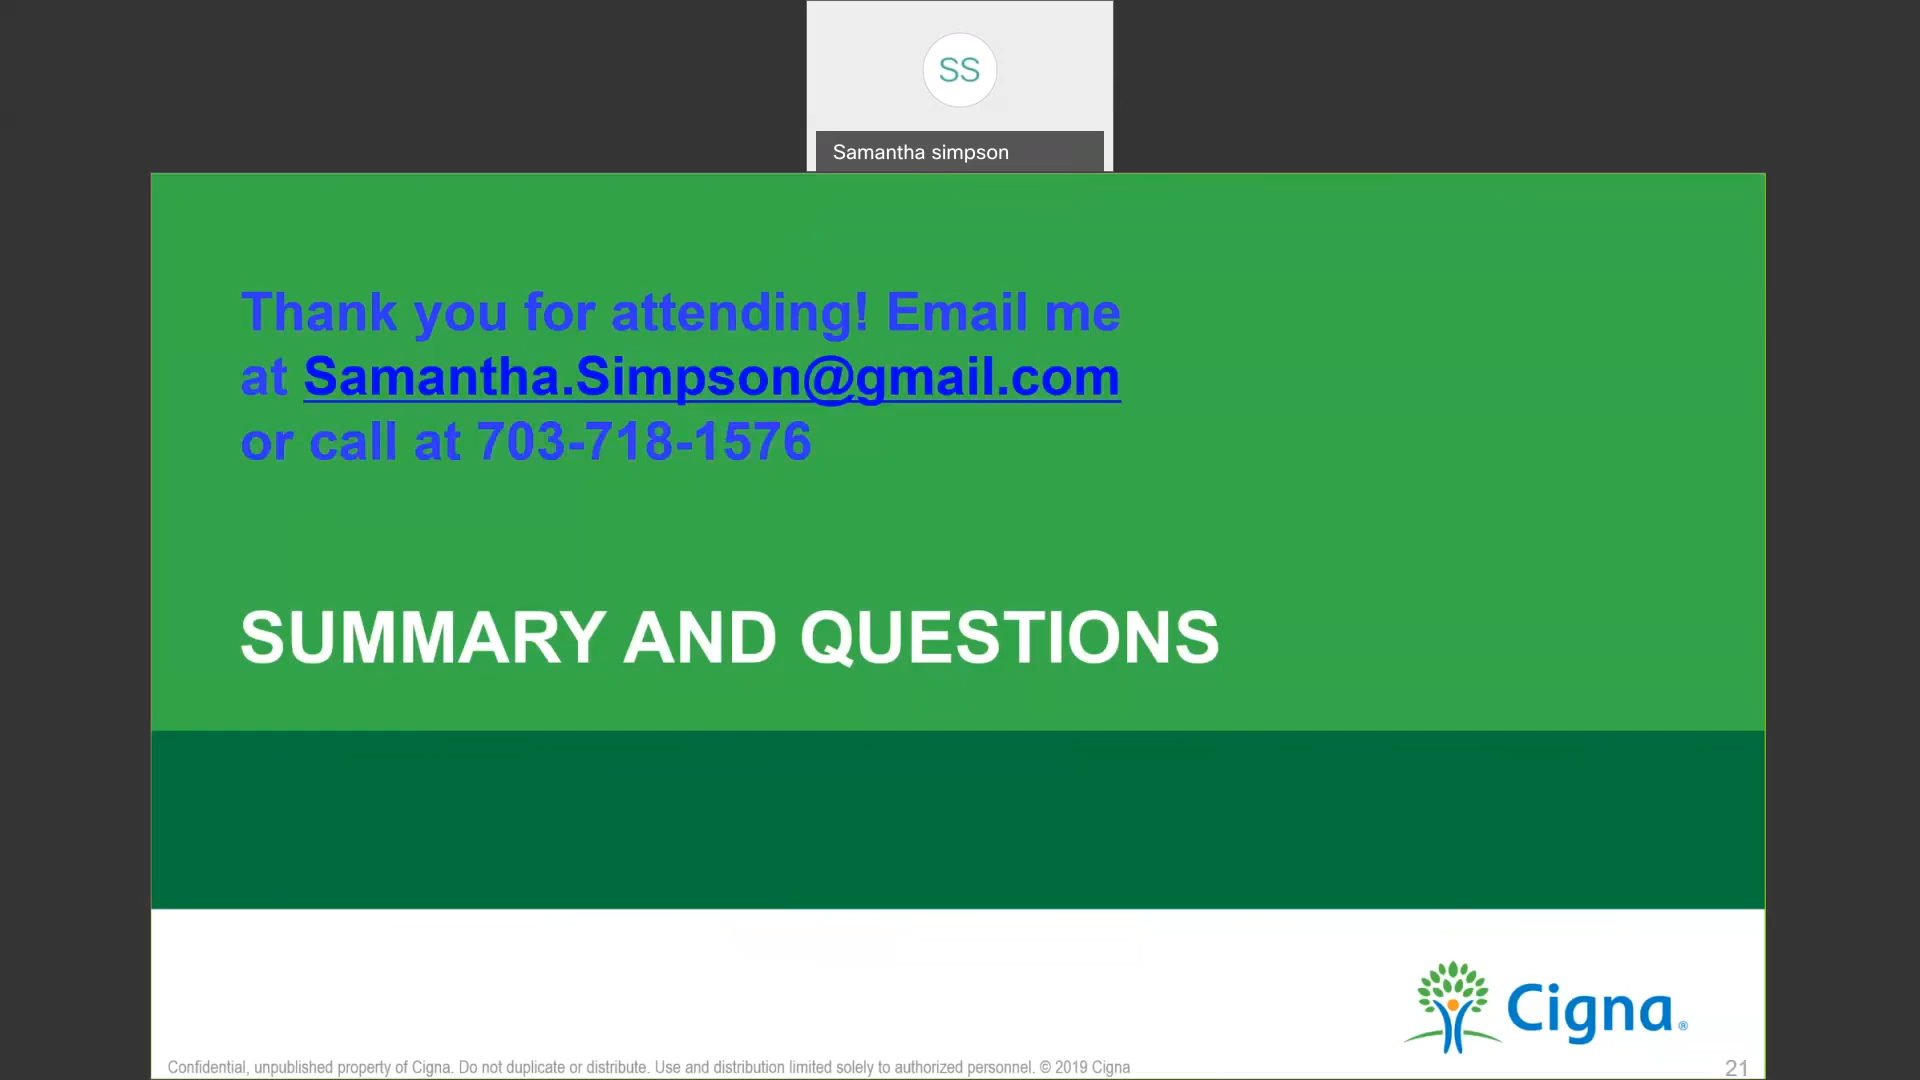 SS
Samantha simpson
Thank you for attending! Email me
at Samantha.Simpson@gmail.com
or call at 703-718-1576
SUMMARY AND QUESTIONS
Cigna®
Confidential, unpublished property of Cigna. Do not duplicate or distribute. Use and distribution limited solely to authorized personnel. © 2019 Cigna
21